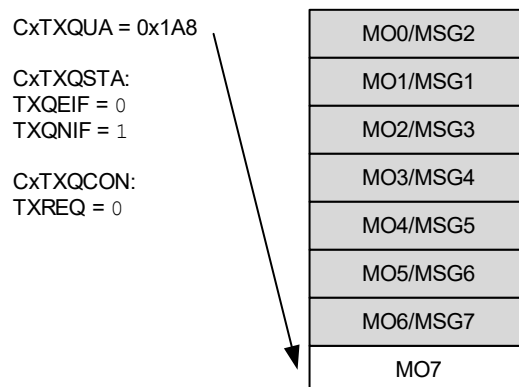 CxTXQUA = 0x1A8
CxTXQSTA:
TXQEIF = 0
TXQNIF = 1
CxTXQCON:
TXREQ = 0
MO0/MSG2
MO1/MSG1
MO2/MSG3
MO3/MSG4
MO4/MSG5
MO5/MSG6
MO6/MSG7
MO7